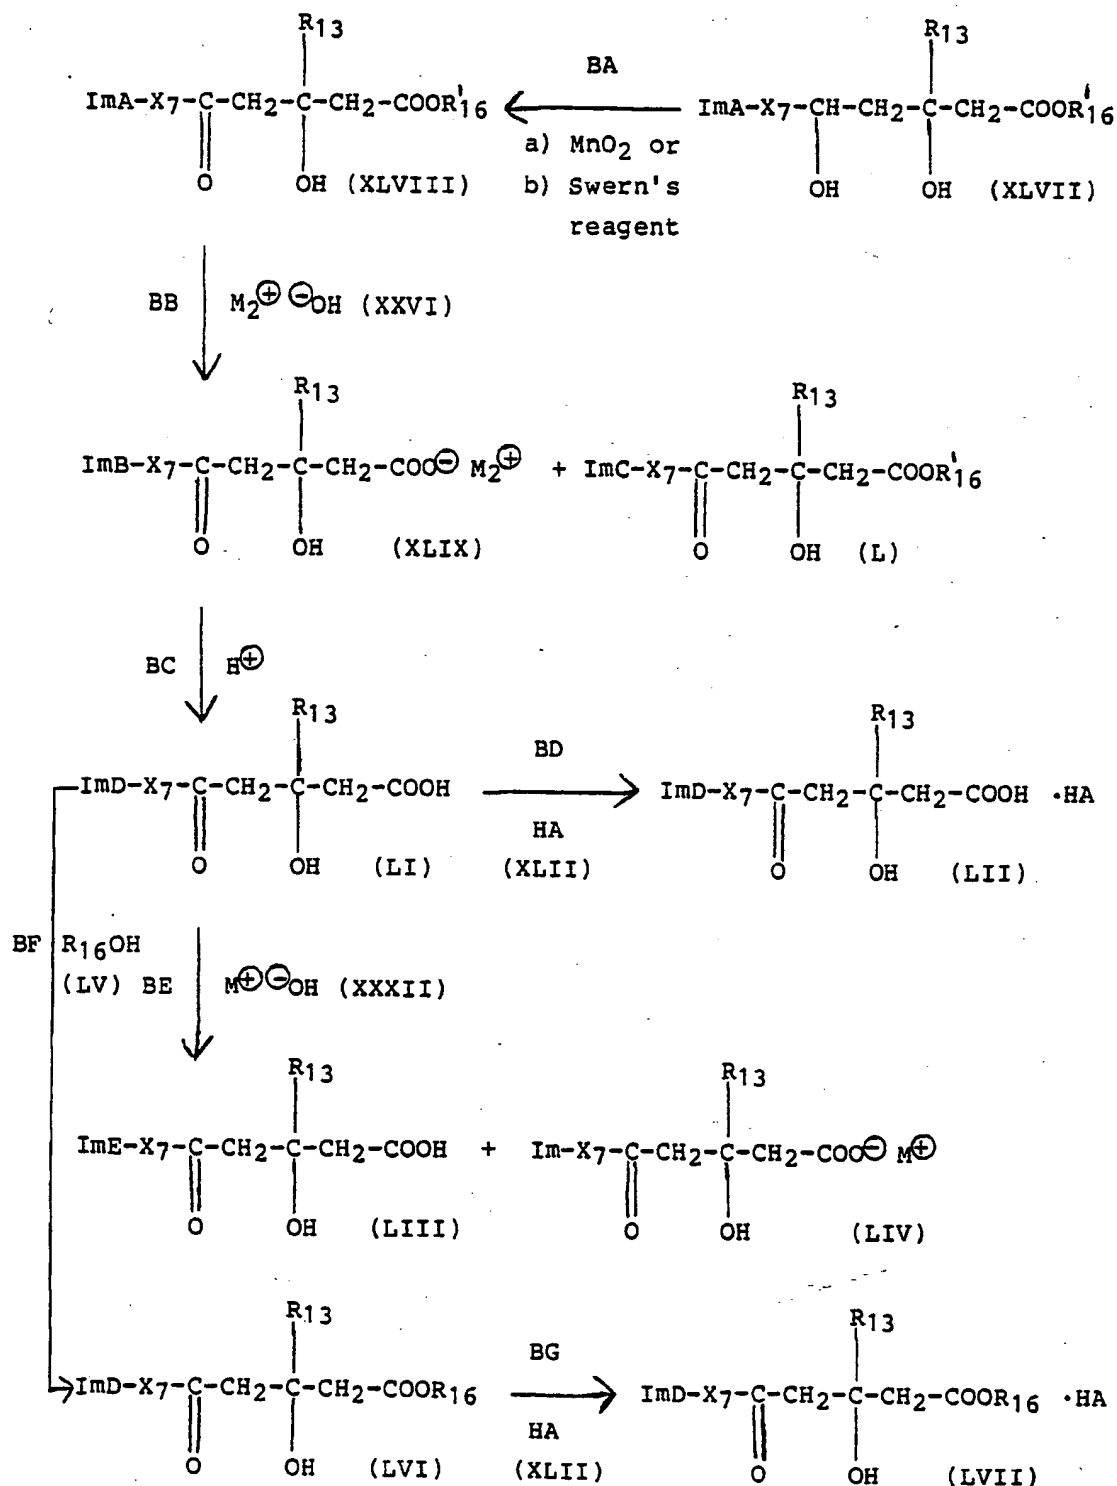 R13 R13
ImA-X7-C-CH2-C-CH2-COOR'16 BA ImA-X7-CH-CH2-C-CH2-COOR'16
O OH (XLVIII) a) MnO2 or OH OH (XLVII)
b) Swern's
reagent
BB M2⊕ ⊖OH (XXVI)
R13 R13
ImB-X7-C-CH2-C-CH2-COO⊖ M2⊕ + ImC-X7-C-CH2-C-CH2-COOR'16
O OH (XLIX) O OH (L)
BC H⊕
R13 R13
ImD-X7-C-CH2-C-CH2-COOH BD ImD-X7-C-CH2-C-CH2-COOH ·HA
HA
O OH (LI) (XLII) O OH (LII)
BF R16OH
(LV) BE M⊕ ⊖OH (XXXII)
R13 R13
ImE-X7-C-CH2-C-CH2-COOH + Im-X7-C-CH2-C-CH2-COO⊖ M⊕
O OH (LIII) O OH (LIV)
R13 R13
ImD-X7-C-CH2-C-CH2-COOR16 BG ImD-X7-C-CH2-C-CH2-COOR16 ·HA
HA
O OH (LVI) (XLII) O OH (LVII)